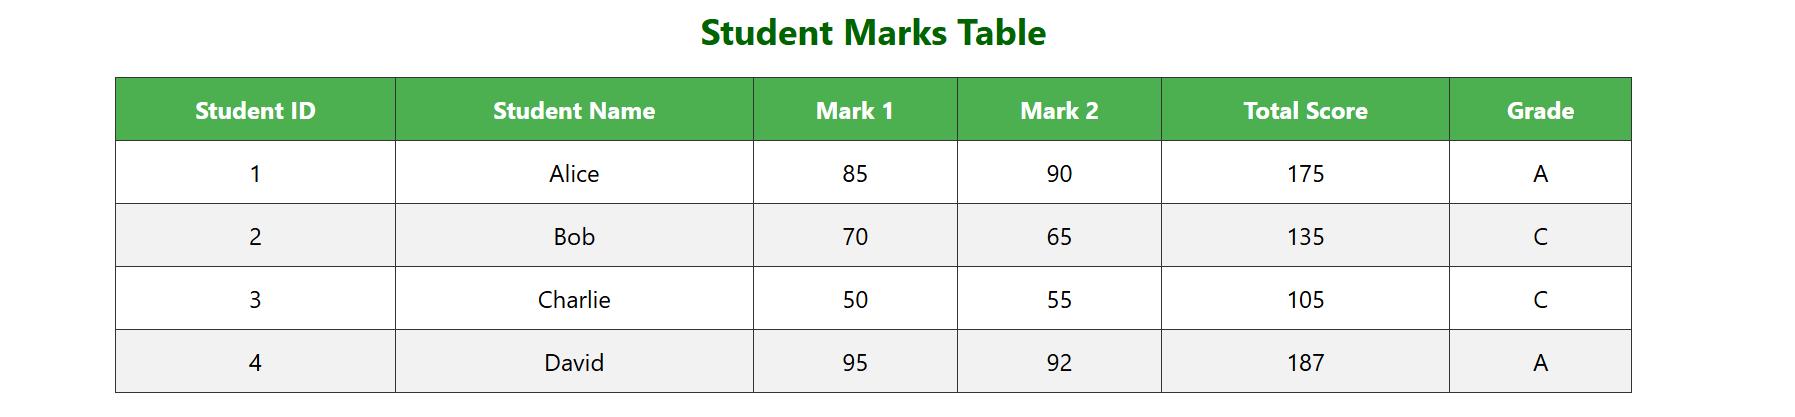 Student Marks Table
Student ID Student Name Mark 1 Mark 2 Total Score Grade
1 Alice 85 90 175 A
2 Bob 70 65 135 C
3 Charlie 50 55 105 C
4 David 95 92 187 A